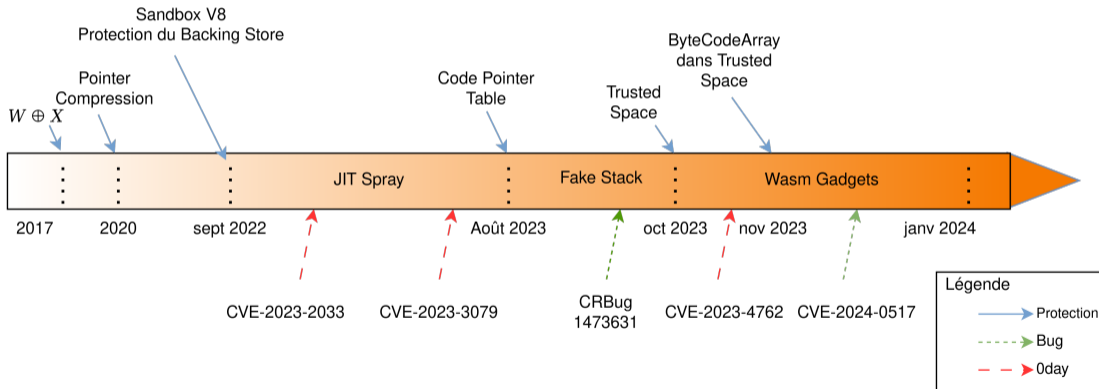 Sandbox V8
Protection du Backing Store
Pointer
Compression
W ⊕ X
Code Pointer
Table
Trusted
Space
ByteCodeArray
dans Trusted
Space
JIT Spray
Fake Stack
Wasm Gadgets
2017
2020
sept 2022
Août 2023
oct 2023
nov 2023
janv 2024
CVE-2023-2033
CVE-2023-3079
CRBug
1473631
CVE-2023-4762
CVE-2024-0517
Légende
Protection
Bug
0day